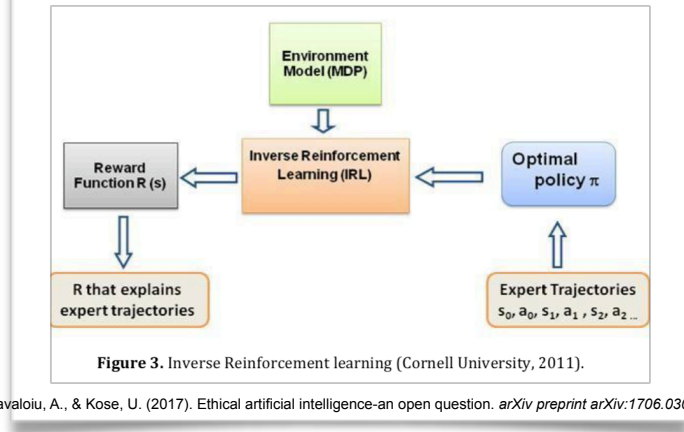 Environment
Model (MDP)
Inverse Reinforcement
Learning (IRL)
Reward
Function R (s)
Optimal
policy π
R that explains
expert trajectories
Expert Trajectories
s₀, a₀, s₁, a₁ , s₂, a₂ ...
Figure 3. Inverse Reinforcement learning (Cornell University, 2011).
avaloiu, A., & Kose, U. (2017). Ethical artificial intelligence-an open question. arXiv preprint arXiv:1706.030